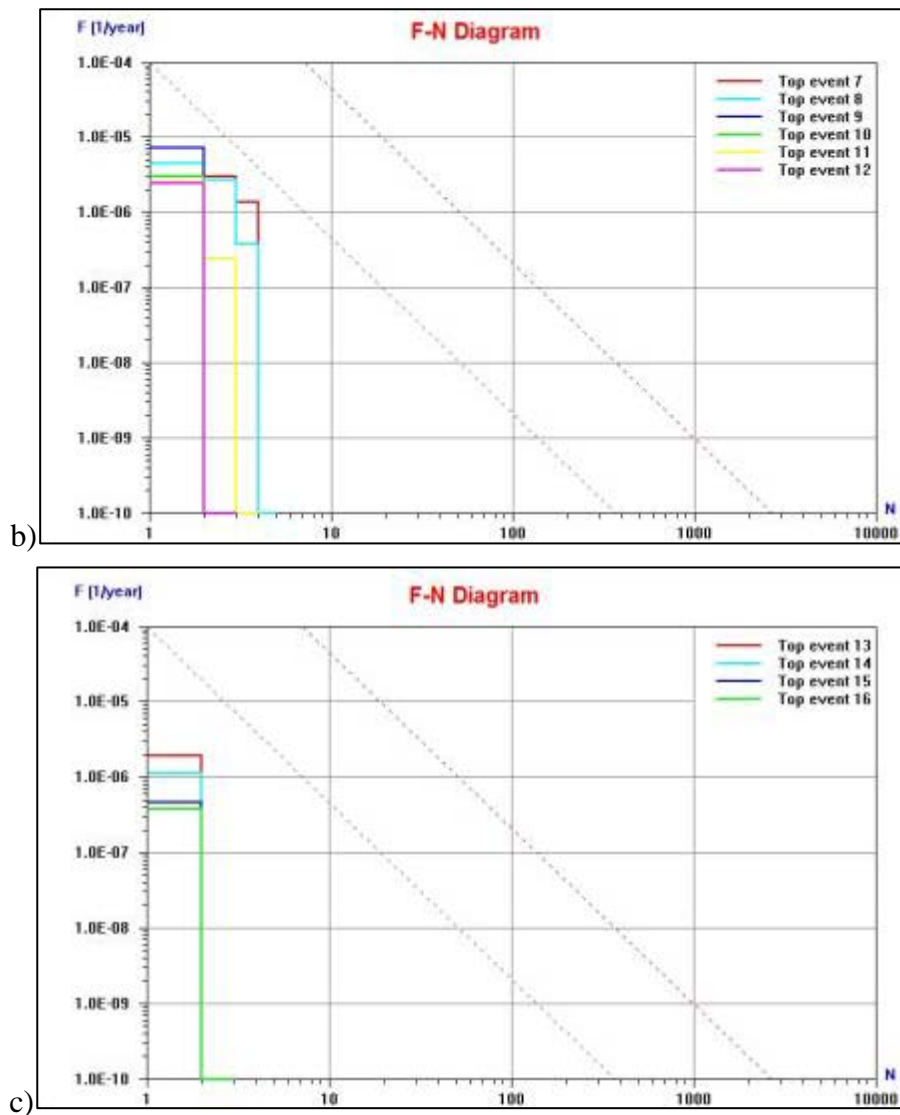 F [1/year]
F-N Diagram
1.0E-04
1.0E-05
1.0E-06
1.0E-07
1.0E-08
1.0E-09
1.0E-10
Top event 7
Top event 8
Top event 9
Top event 10
Top event 11
Top event 12
N
1 10 100 1000 10000
b)
F [1/year]
F-N Diagram
1.0E-04
1.0E-05
1.0E-06
1.0E-07
1.0E-08
1.0E-09
1.0E-10
Top event 13
Top event 14
Top event 15
Top event 16
N
1 10 100 1000 10000
c)